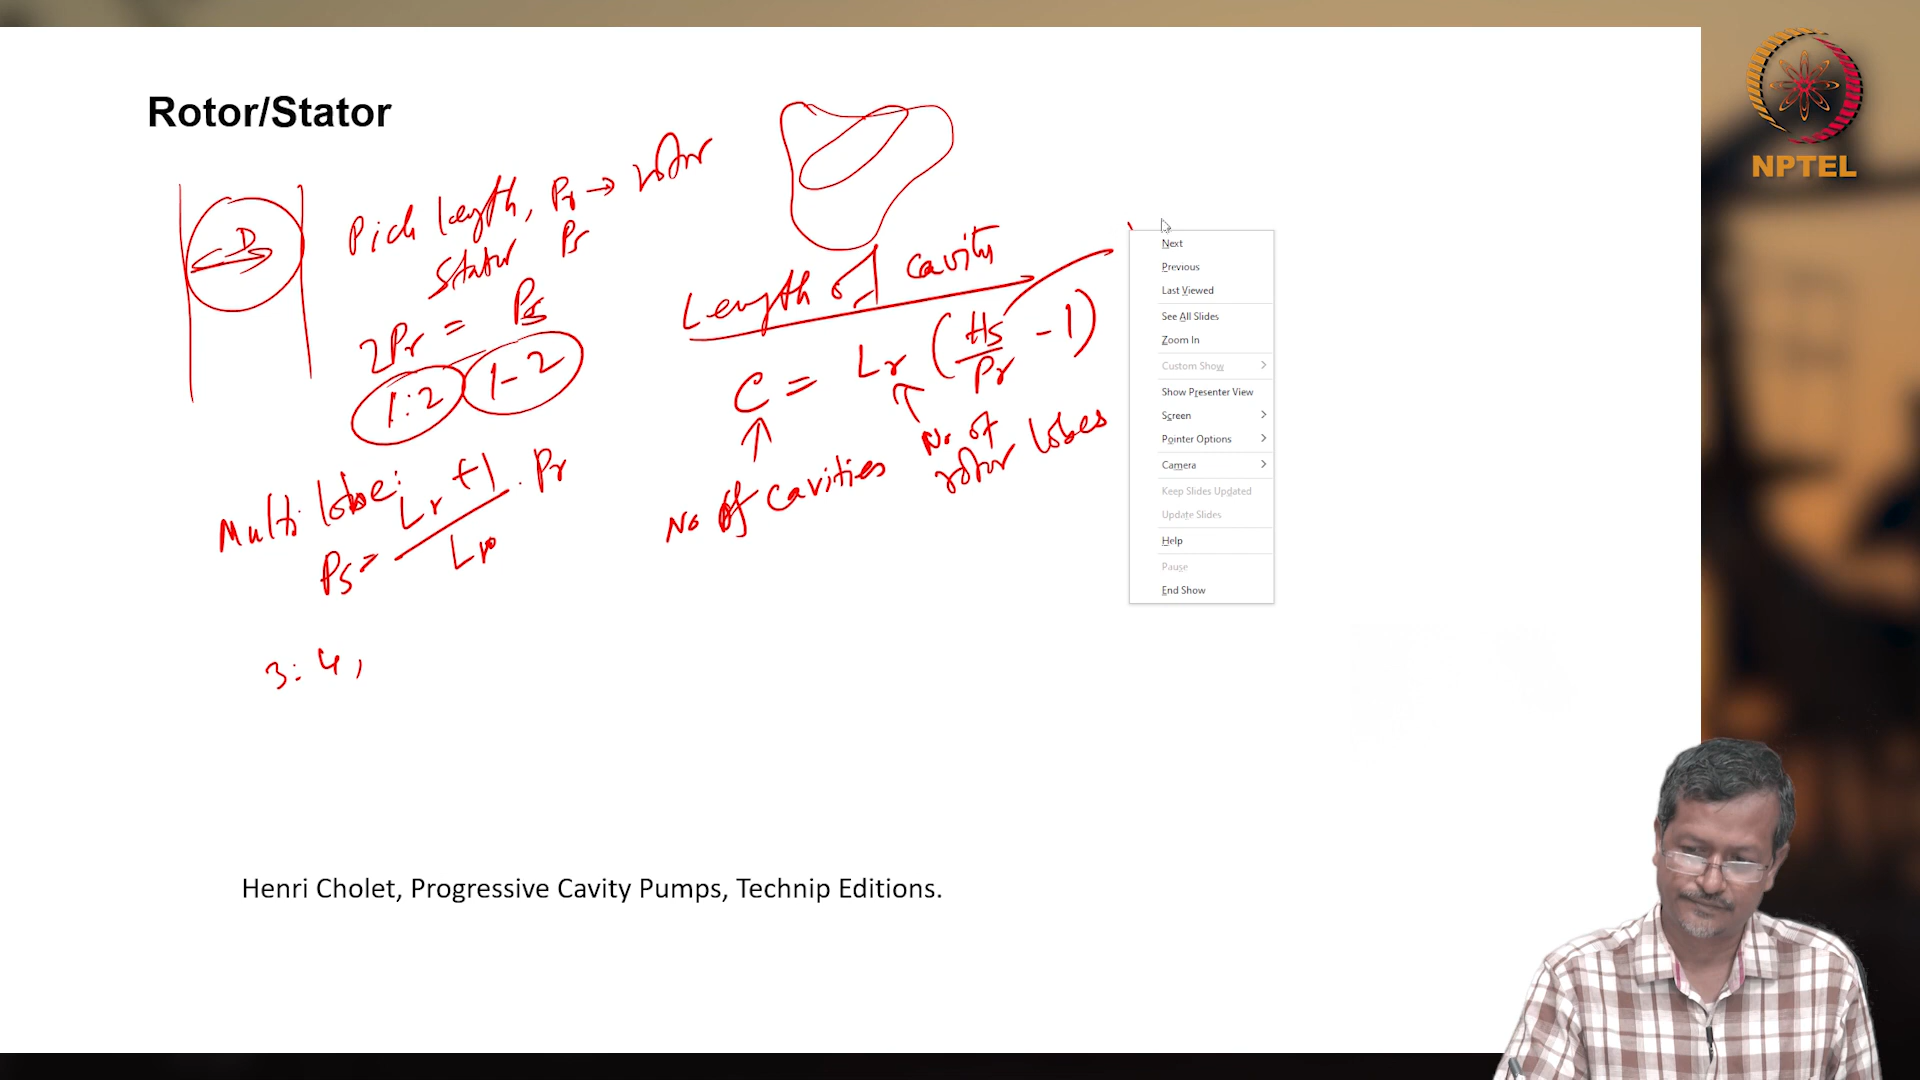 Rotor/Stator
NPTEL
D
Pich length, Pr → rotor
Stator Ps
2Pr = Ps
1:2 1-2
Multi lobe:
Ps = Lr +1 . Pr
Lr
3:4,
Length of cavity
C = Lr (Hs - 1)
Pr
No of cavities
No of
rotor lobes
Next
Previous
Last Viewed
See All Slides
Zoom In
Custom Show
Show Presenter View
Screen
Pointer Options
Camera
Keep Slides Updated
Update Slides
Help
Pause
End Show
Henri Cholet, Progressive Cavity Pumps, Technip Editions.